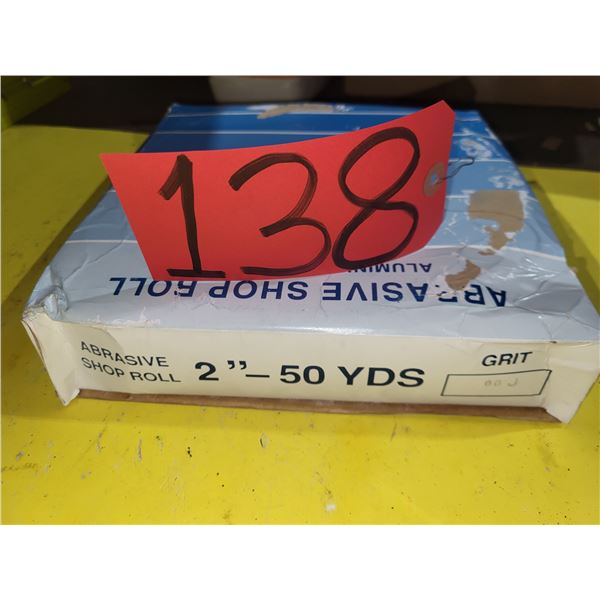 138
ALUMIN
ABRASIVE SHOP ROLL
ABRASIVE
SHOP ROLL
2"– 50 YDS
GRIT